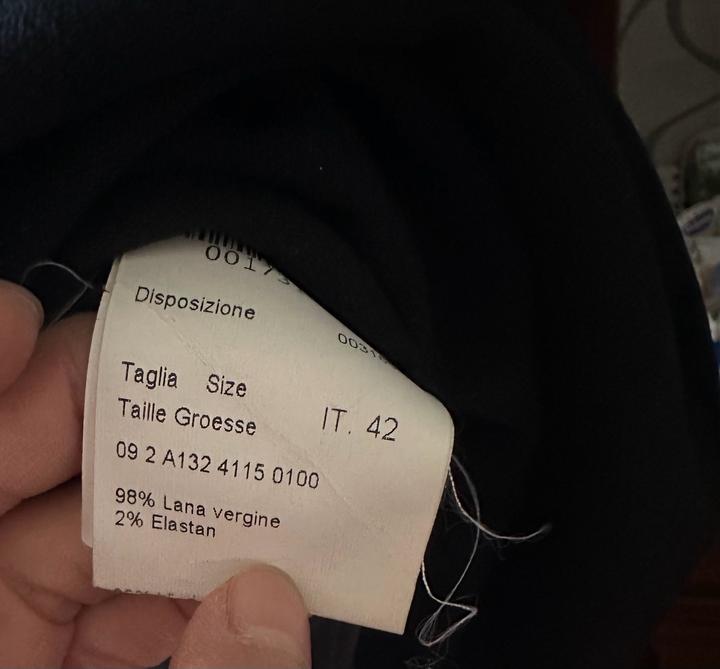 Disposizione
Taglia Size
Taille Groesse
IT. 42
09 2 A132 4115 0100
98% Lana vergine
2% Elastan